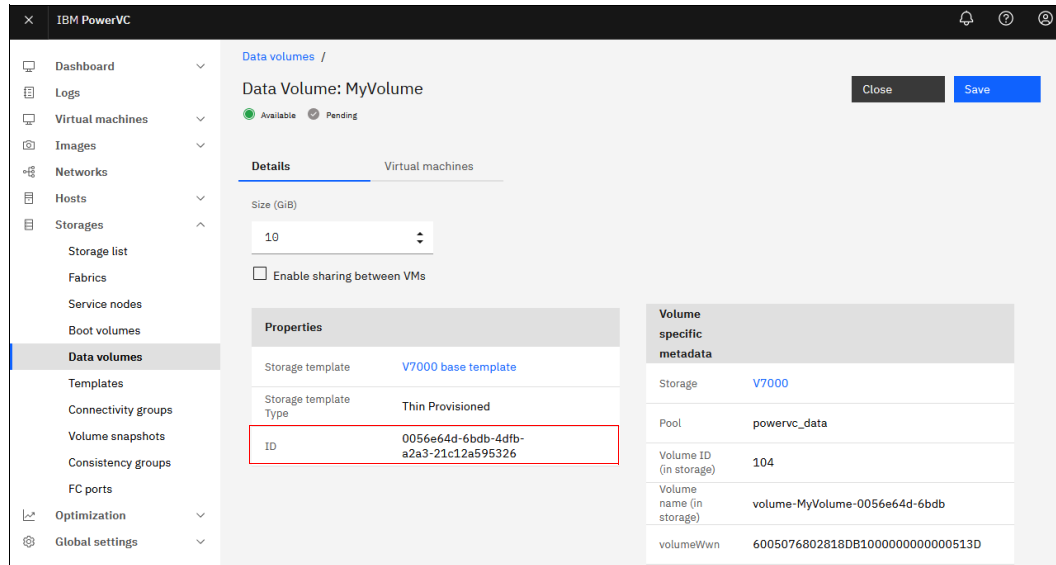 IBM PowerVC
Dashboard
Logs
Virtual machines
Images
Networks
Hosts
Storages
Storage list
Fabrics
Service nodes
Boot volumes
Data volumes
Templates
Connectivity groups
Volume snapshots
Consistency groups
FC ports
Optimization
Global settings
Data volumes /
Data Volume: MyVolume
Close
Save
Available Pending
Details
Virtual machines
Size (GiB)
10
Enable sharing between VMs
Properties
Storage template
V7000 base template
Storage template
Type
Thin Provisioned
ID
0056e64d-6bdb-4dfb-
a2a3-21c12a595326
Volume
specific
metadata
Storage
V7000
Pool
powervc_data
Volume ID
(in storage)
104
Volume
name (in
storage)
volume-MyVolume-0056e64d-6bdb
volumeWwn
6005076802818DB1000000000000513D